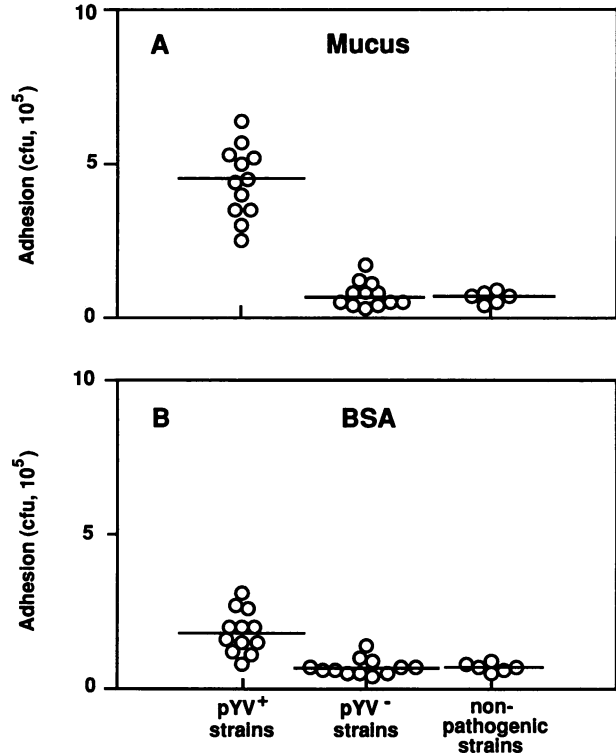 10
A
Mucus
5
Adhesion (cfu, 10⁵)
0
10
B
BSA
5
Adhesion (cfu, 10⁵)
0
pYV⁺
strains
pYV⁻
strains
non-
pathogenic
strains